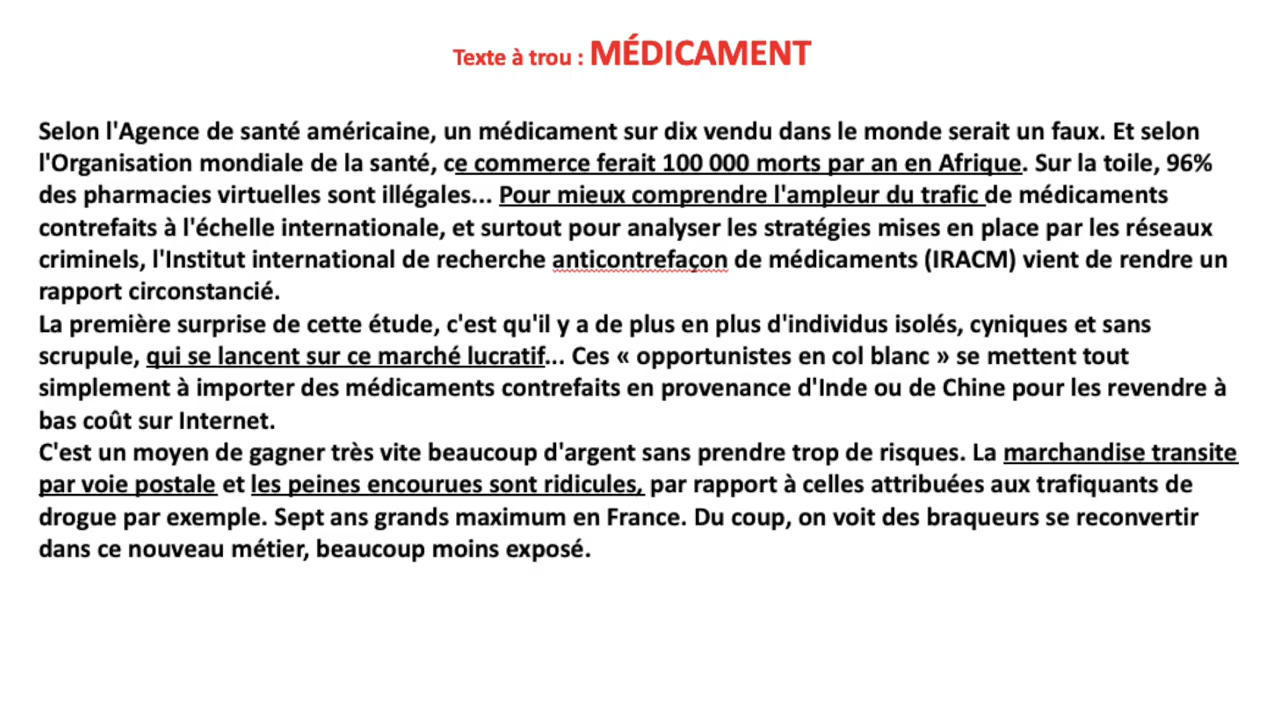 Texte à trou : MÉDICAMENT
Selon l'Agence de santé américaine, un médicament sur dix vendu dans le monde serait un faux. Et selon
l'Organisation mondiale de la santé, ce commerce ferait 100 000 morts par an en Afrique. Sur la toile, 96%
des pharmacies virtuelles sont illégales... Pour mieux comprendre l'ampleur du trafic de médicaments
contrefaits à l'échelle internationale, et surtout pour analyser les stratégies mises en place par les réseaux
criminels, l'Institut international de recherche anticontrefaçon de médicaments (IRACM) vient de rendre un
rapport circonstancié.
La première surprise de cette étude, c'est qu'il y a de plus en plus d'individus isolés, cyniques et sans
scrupule, qui se lancent sur ce marché lucratif... Ces « opportunistes en col blanc » se mettent tout
simplement à importer des médicaments contrefaits en provenance d'Inde ou de Chine pour les revendre à
bas coût sur Internet.
C'est un moyen de gagner très vite beaucoup d'argent sans prendre trop de risques. La marchandise transite
par voie postale et les peines encourues sont ridicules, par rapport à celles attribuées aux trafiquants de
drogue par exemple. Sept ans grands maximum en France. Du coup, on voit des braqueurs se reconvertir
dans ce nouveau métier, beaucoup moins exposé.